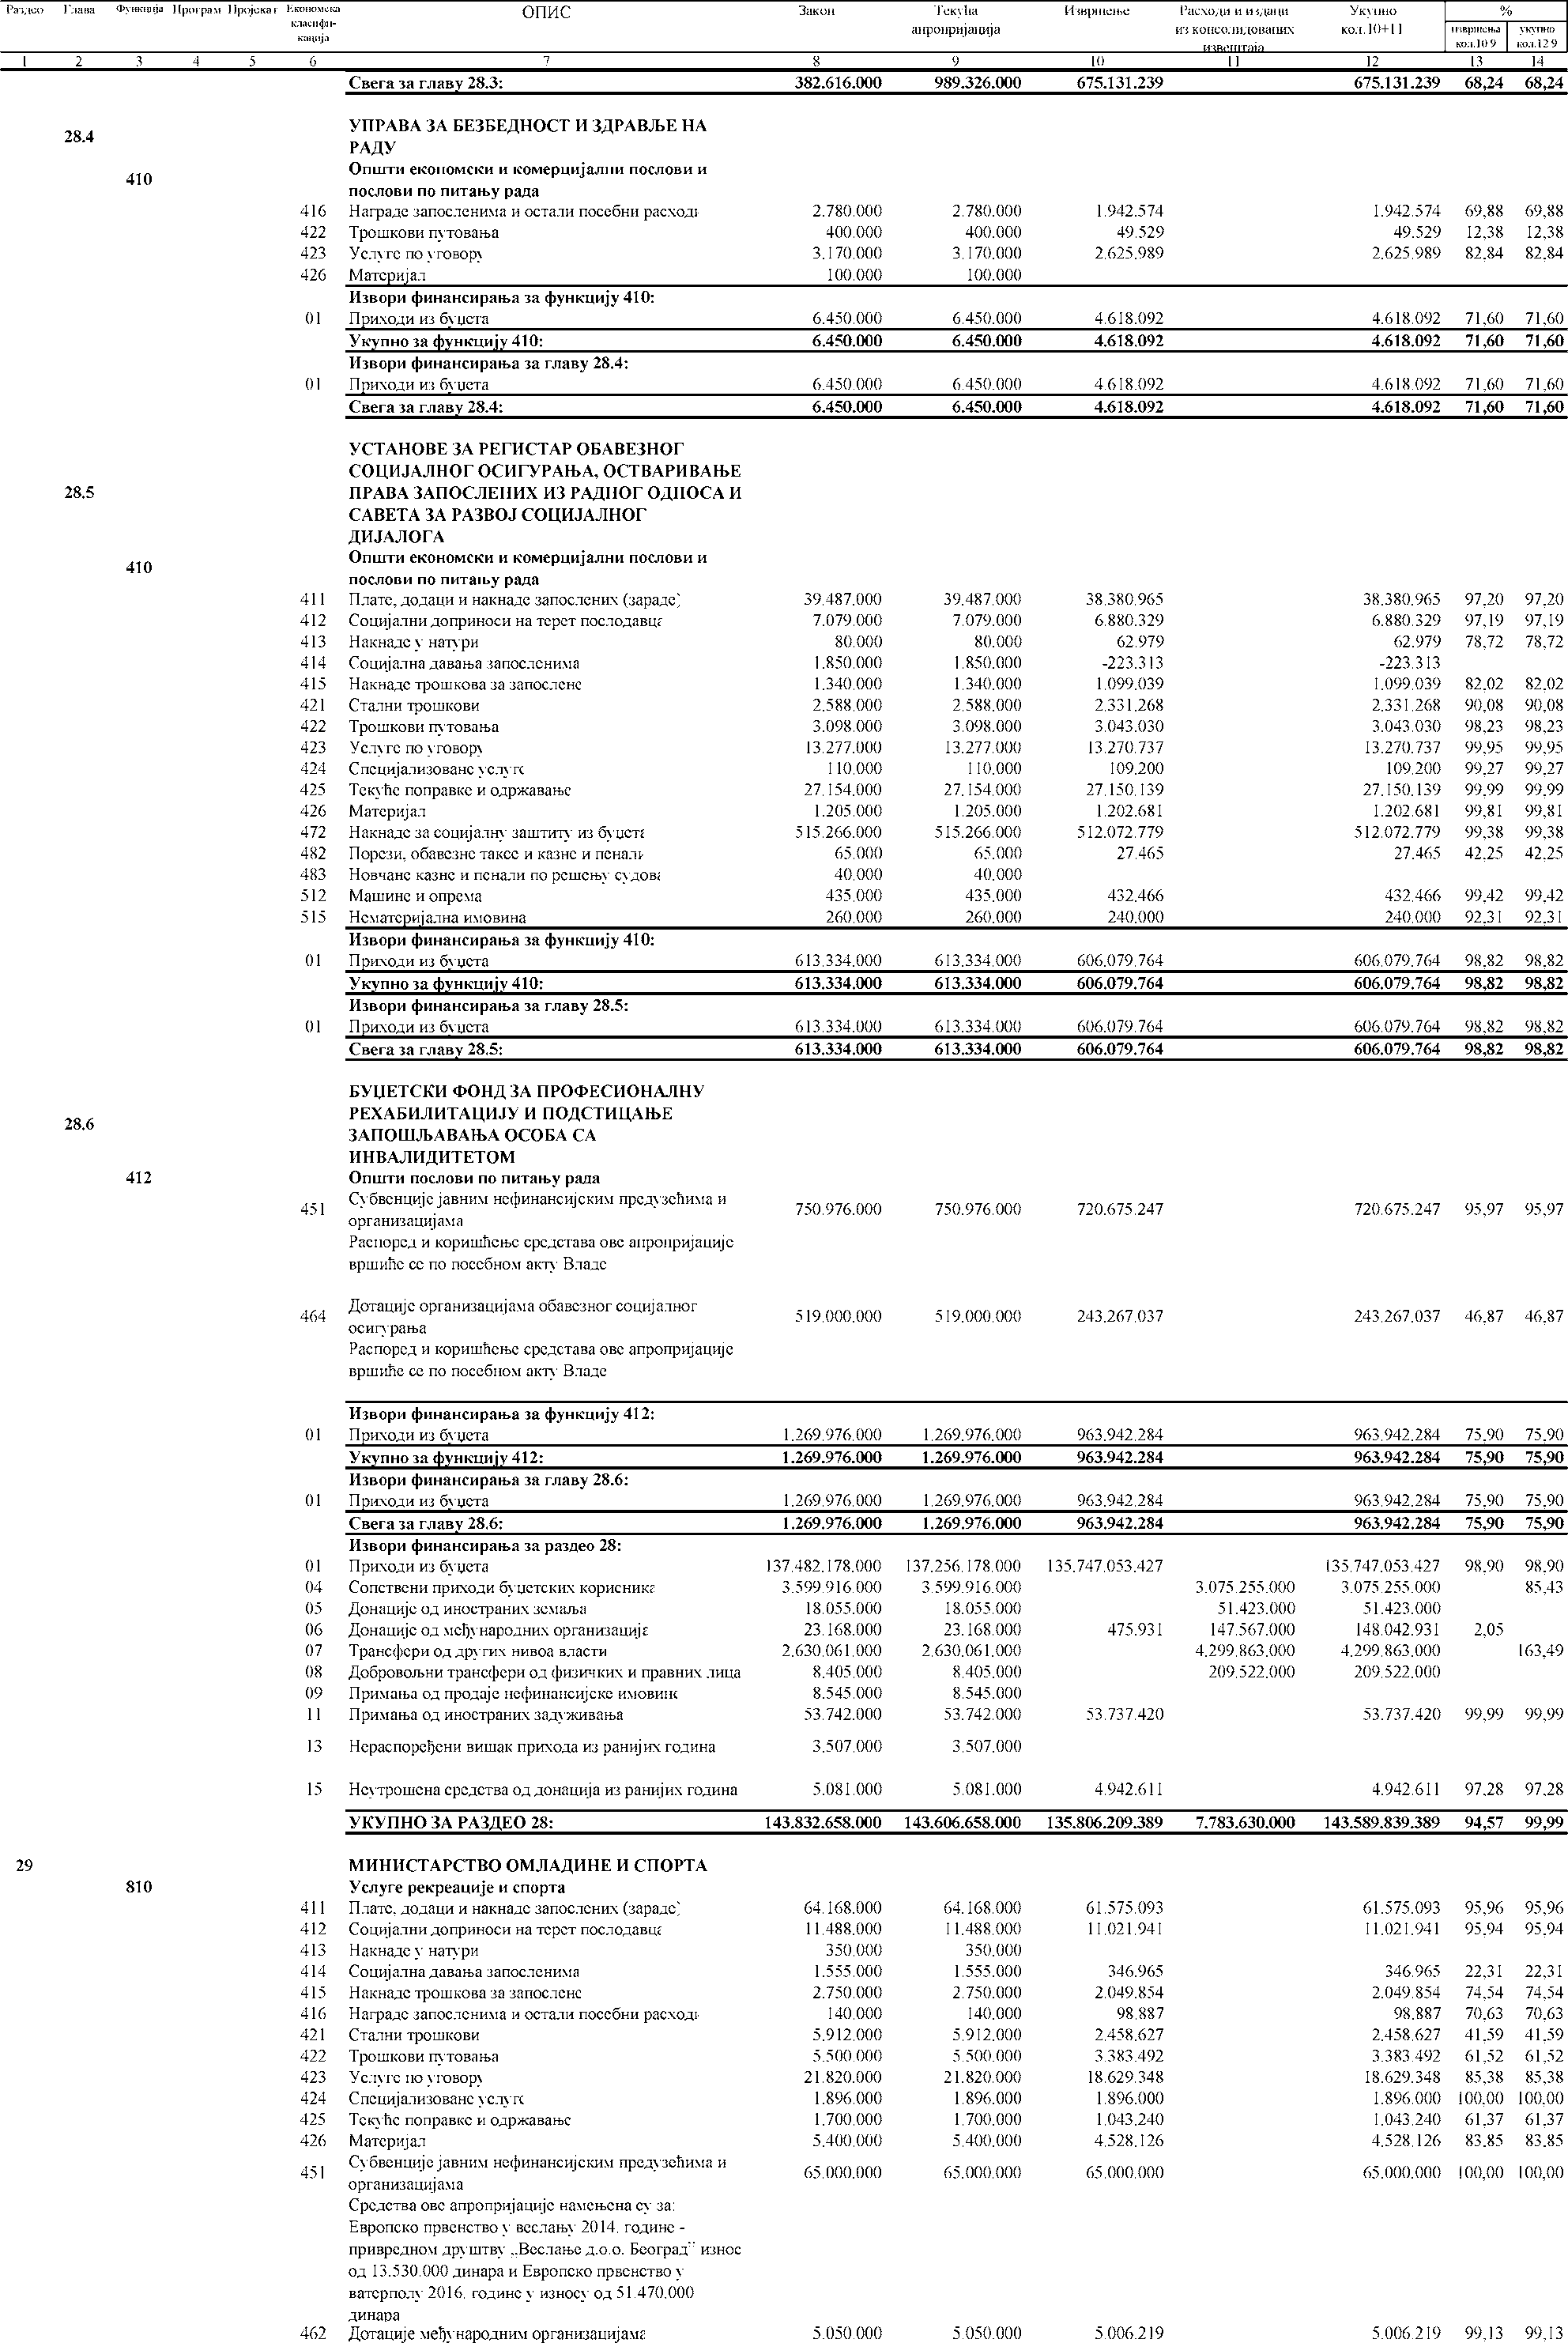 Раздео Глава Функција Програм Пројекат Економска класифи-кација ОПИС Закон Текућа апропријација Извршење Расходи и издаци из консолидованих извештаја Укупно кол.10+11 % извршења кол.10 9 укупно кол.12 9
1 2 3 4 5 6 7 8 9 10 11 12 13 14
Свега за главу 28.3: 382.616.000 989.326.000 675.131.239 675.131.239 68,24 68,24
28.4 УПРАВА ЗА БЕЗБЕДНОСТ И ЗДРАВЉЕ НА
РАДУ
410 Општи економски и комерцијални послови и
послови по питању рада
416 Награде запосленима и остали посебни расходи 2.780.000 2.780.000 1.942.574 1.942.574 69,88 69,88
422 Трошкови путовања 400.000 400.000 49.529 49.529 12,38 12,38
423 Услуге по уговору 3.170.000 3.170.000 2.625.989 2.625.989 82,84 82,84
426 Материјал 100.000 100.000
Извори финансирања за функцију 410:
01 Приходи из буџета 6.450.000 6.450.000 4.618.092 4.618.092 71,60 71,60
Укупно за функцију 410: 6.450.000 6.450.000 4.618.092 4.618.092 71,60 71,60
Извори финансирања за главу 28.4:
01 Приходи из буџета 6.450.000 6.450.000 4.618.092 4.618.092 71,60 71,60
Свега за главу 28.4: 6.450.000 6.450.000 4.618.092 4.618.092 71,60 71,60
УСТАНОВЕ ЗА РЕГИСТАР ОБАВЕЗНОГ
СОЦИЈАЛНОГ ОСИГУРАЊА, ОСТВАРИВАЊЕ
28.5 ПРАВА ЗАПОСЛЕНИХ ИЗ РАДНОГ ОДНОСА И
САВЕТА ЗА РАЗВОЈ СОЦИЈАЛНОГ
ДИЈАЛОГА
410 Општи економски и комерцијални послови и
послови по питању рада
411 Плате, додаци и накнаде запослених (зараде) 39.487.000 39.487.000 38.380.965 38.380.965 97,20 97,20
412 Социјални доприноси на терет послодавца 7.079.000 7.079.000 6.880.329 6.880.329 97,19 97,19
413 Накнаде у натури 80.000 80.000 62.979 62.979 78,72 78,72
414 Социјална давања запосленима 1.850.000 1.850.000 -223.313 -223.313
415 Накнаде трошкова за запослене 1.340.000 1.340.000 1.099.039 1.099.039 82,02 82,02
421 Стални трошкови 2.588.000 2.588.000 2.331.268 2.331.268 90,08 90,08
422 Трошкови путовања 3.098.000 3.098.000 3.043.030 3.043.030 98,23 98,23
423 Услуге по уговору 13.277.000 13.277.000 13.270.737 13.270.737 99,95 99,95
424 Специјализоване услуге 110.000 110.000 109.200 109.200 99,27 99,27
425 Текуће поправке и одржавање 27.154.000 27.154.000 27.150.139 27.150.139 99,99 99,99
426 Материјал 1.205.000 1.205.000 1.202.681 1.202.681 99,81 99,81
472 Накнаде за социјалну заштиту из буџета 515.266.000 515.266.000 512.072.779 512.072.779 99,38 99,38
482 Порези, обавезне таксе и казне и пенали 65.000 65.000 27.465 27.465 42,25 42,25
483 Новчане казне и пенали по решењу судова 40.000 40.000
512 Машине и опрема 435.000 435.000 432.466 432.466 99,42 99,42
515 Нематеријална имовина 260.000 260.000 240.000 240.000 92,31 92,31
Извори финансирања за функцију 410:
01 Приходи из буџета 613.334.000 613.334.000 606.079.764 606.079.764 98,82 98,82
Укупно за функцију 410: 613.334.000 613.334.000 606.079.764 606.079.764 98,82 98,82
Извори финансирања за главу 28.5:
01 Приходи из буџета 613.334.000 613.334.000 606.079.764 606.079.764 98,82 98,82
Свега за главу 28.5: 613.334.000 613.334.000 606.079.764 606.079.764 98,82 98,82
БУЏЕТСКИ ФОНД ЗА ПРОФЕСИОНАЛНУ
РЕХАБИЛИТАЦИЈУ И ПОДСТИЦАЊЕ
28.6 ЗАПОШЉАВАЊА ОСОБА СА
ИНВАЛИДИТЕТОМ
412 Општи послови по питању рада
451 Субвенције јавним нефинансијским предузећима и
организацијама 750.976.000 750.976.000 720.675.247 720.675.247 95,97 95,97
Распоред и коришћење средстава ове апропријације
вршиће се по посебном акту Владе
464 Дотације организацијама обавезног социјалног
осигурања 519.000.000 519.000.000 243.267.037 243.267.037 46,87 46,87
Распоред и коришћење средстава ове апропријације
вршиће се по посебном акту Владе
Извори финансирања за функцију 412:
01 Приходи из буџета 1.269.976.000 1.269.976.000 963.942.284 963.942.284 75,90 75,90
Укупно за функцију 412: 1.269.976.000 1.269.976.000 963.942.284 963.942.284 75,90 75,90
Извори финансирања за главу 28.6:
01 Приходи из буџета 1.269.976.000 1.269.976.000 963.942.284 963.942.284 75,90 75,90
Свега за главу 28.6: 1.269.976.000 1.269.976.000 963.942.284 963.942.284 75,90 75,90
Извори финансирања за раздео 28:
01 Приходи из буџета 137.482.178.000 137.256.178.000 135.747.053.427 135.747.053.427 98,90 98,90
04 Сопствени приходи буџетских корисника 3.599.916.000 3.599.916.000 3.075.255.000 3.075.255.000 85,43
05 Донације од иностраних земаља 18.055.000 18.055.000 51.423.000 51.423.000
06 Донације од међународних организација 23.168.000 23.168.000 475.931 147.567.000 148.042.931 2,05
07 Трансфери од других нивоа власти 2.630.061.000 2.630.061.000 4.299.863.000 4.299.863.000 163,49
08 Добровољни трансфери од физичких и правних лица 8.405.000 8.405.000 209.522.000 209.522.000
09 Примања од продаје нефинансијске имовине 8.545.000 8.545.000
11 Примања од иностраних задуживања 53.742.000 53.742.000 53.737.420 53.737.420 99,99 99,99
13 Нераспоређени вишак прихода из ранијих година 3.507.000 3.507.000
15 Неутрошена средства од донација из ранијих година 5.081.000 5.081.000 4.942.611 4.942.611 97,28 97,28
УКУПНО ЗА РАЗДЕО 28: 143.832.658.000 143.606.658.000 135.806.209.389 7.783.630.000 143.589.839.389 94,57 99,99
29 МИНИСТАРСТВО ОМЛАДИНЕ И СПОРТА
810 Услуге рекреације и спорта
411 Плате, додаци и накнаде запослених (зараде) 64.168.000 64.168.000 61.575.093 61.575.093 95,96 95,96
412 Социјални доприноси на терет послодавца 11.488.000 11.488.000 11.021.941 11.021.941 95,94 95,94
413 Накнаде у натури 350.000 350.000
414 Социјална давања запосленима 1.555.000 1.555.000 346.965 346.965 22,31 22,31
415 Накнаде трошкова за запослене 2.750.000 2.750.000 2.049.854 2.049.854 74,54 74,54
416 Награде запосленима и остали посебни расходи 140.000 140.000 98.887 98.887 70,63 70,63
421 Стални трошкови 5.912.000 5.912.000 2.458.627 2.458.627 41,59 41,59
422 Трошкови путовања 5.500.000 5.500.000 3.383.492 3.383.492 61,52 61,52
423 Услуге по уговору 21.820.000 21.820.000 18.629.348 18.629.348 85,38 85,38
424 Специјализоване услуге 1.896.000 1.896.000 1.896.000 1.896.000 100,00 100,00
425 Текуће поправке и одржавање 1.700.000 1.700.000 1.043.240 1.043.240 61,37 61,37
426 Материјал 5.400.000 5.400.000 4.528.126 4.528.126 83,85 83,85
451 Субвенције јавним нефинансијским предузећима и
организацијама 65.000.000 65.000.000 65.000.000 65.000.000 100,00 100,00
Средства ове апропријације намењена су за:
Европско првенство у веслању 2014. године -
привредном друштву „Веслање д.о.о. Београд" износ
од 13.530.000 динара и Европско првенство у
ватерполу 2016. године у износу од 51.470.000
динара
462 Дотације међународним организацијама 5.050.000 5.050.000 5.006.219 5.006.219 99,13 99,13